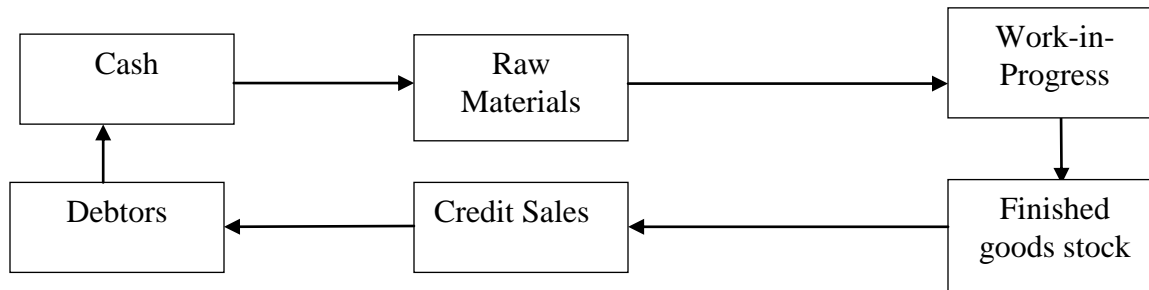 Cash
Raw
Materials
Work-in-
Progress
Debtors
Credit Sales
Finished
goods stock